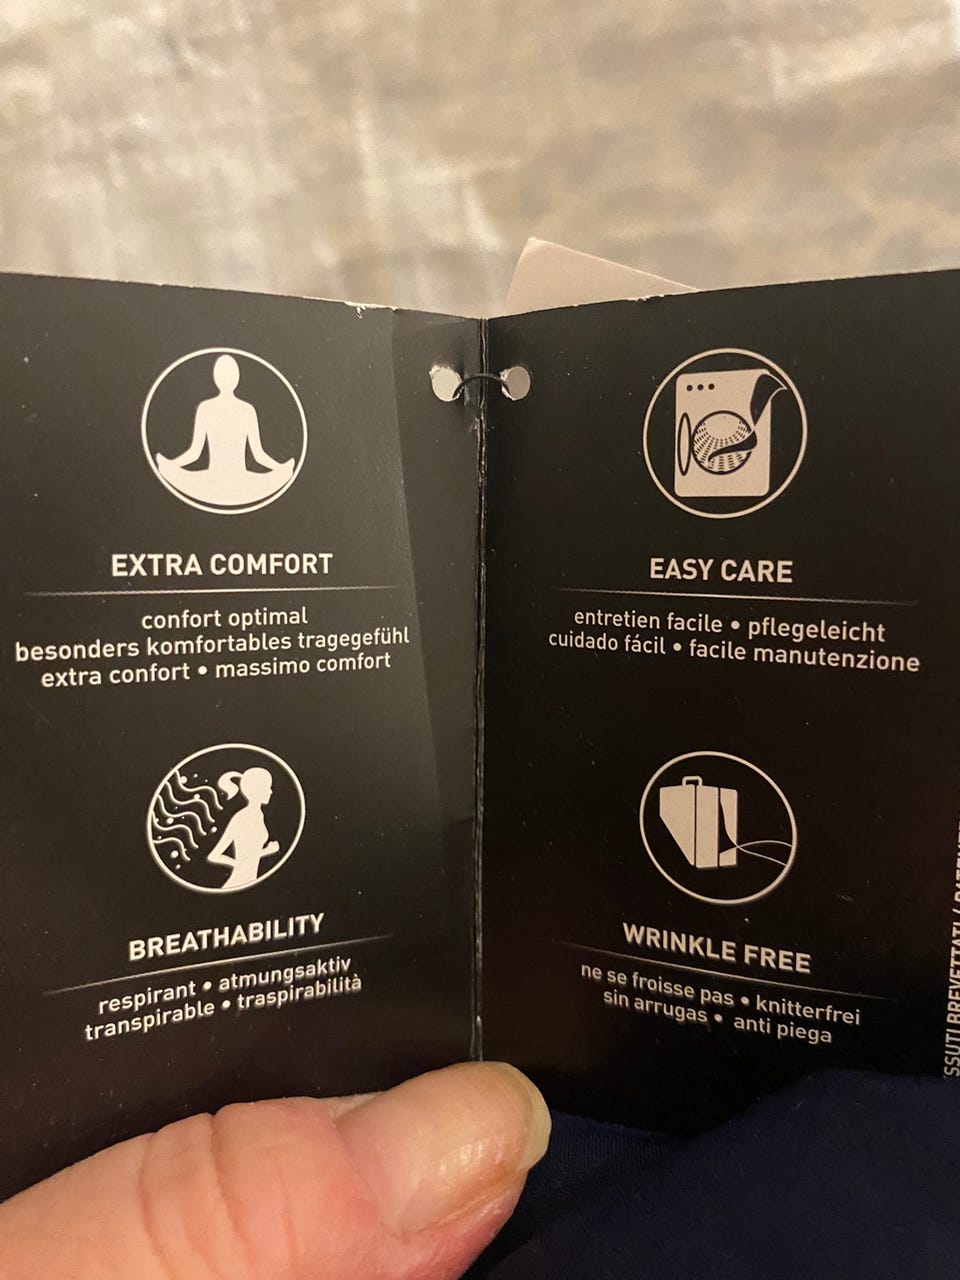 EXTRA COMFORT
confort optimal
besonders komfortables tragegefühl
extra confort • massimo comfort
BREATHABILITY
respirant • atmungsaktiv
transpirable • traspirabilità
EASY CARE
entretien facile • pflegeleicht
cuidado fácil • facile manutenzione
WRINKLE FREE
ne se froisse pas • knitterfrei
sin arrugas • anti piega
BREVETTATI /